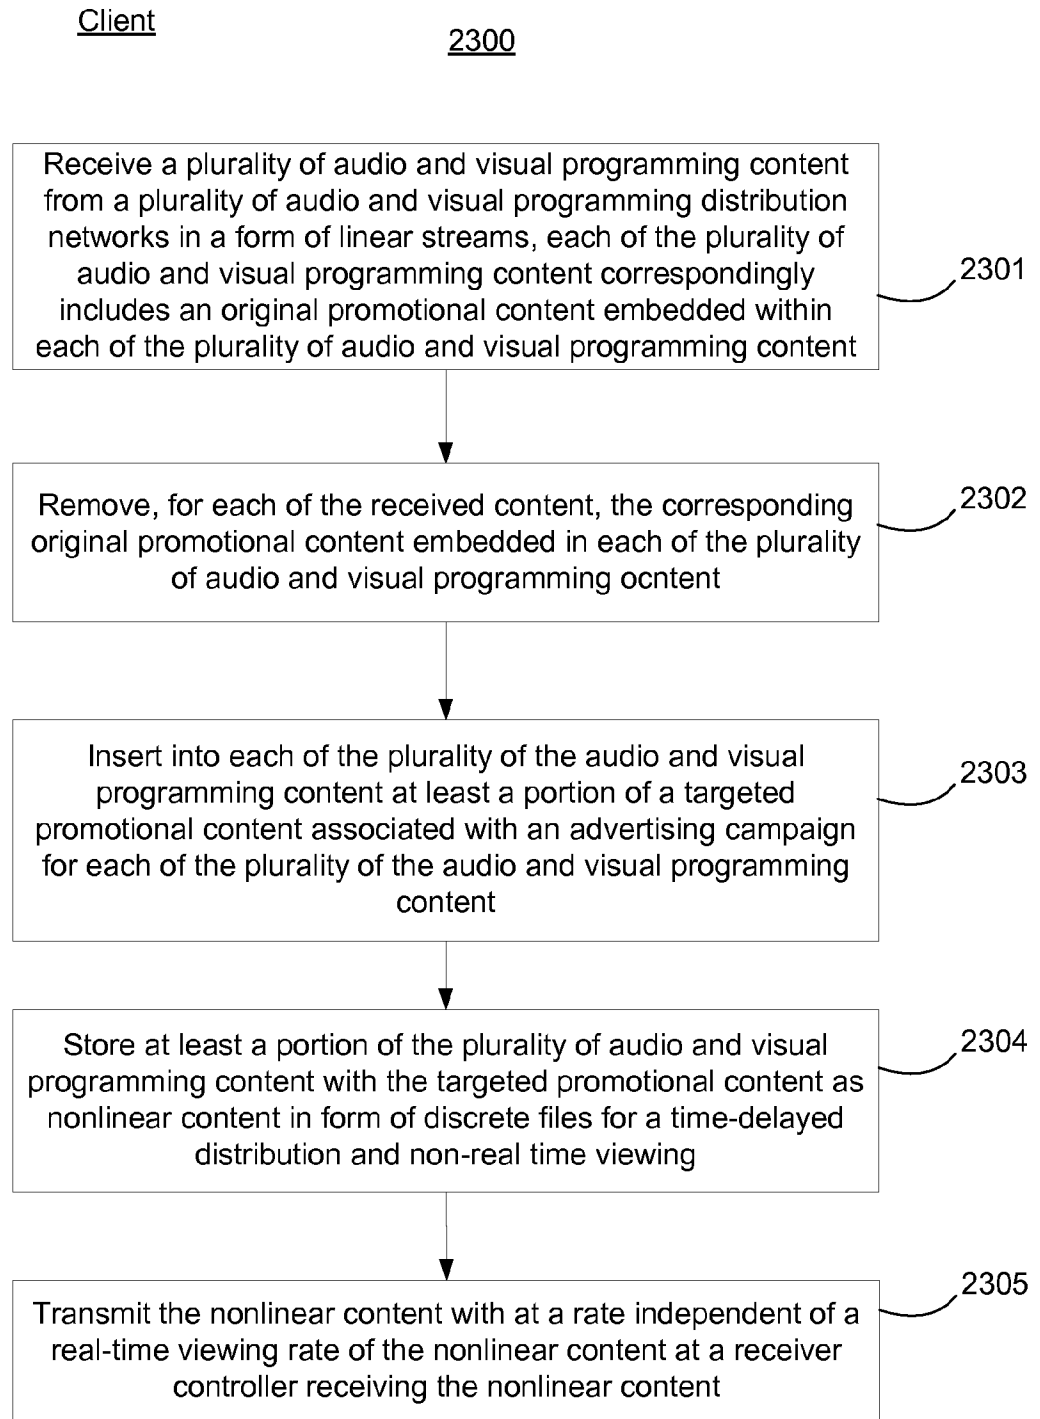 Client
2300
Receive a plurality of audio and visual programming content
from a plurality of audio and visual programming distribution
networks in a form of linear streams, each of the plurality of
audio and visual programming content correspondingly
includes an original promotional content embedded within
each of the plurality of audio and visual programming content
2301
Remove, for each of the received content, the corresponding
original promotional content embedded in each of the plurality
of audio and visual programming ocntent
2302
Insert into each of the plurality of the audio and visual
programming content at least a portion of a targeted
promotional content associated with an advertising campaign
for each of the plurality of the audio and visual programming
content
2303
Store at least a portion of the plurality of audio and visual
programming content with the targeted promotional content as
nonlinear content in form of discrete files for a time-delayed
distribution and non-real time viewing
2304
Transmit the nonlinear content with at a rate independent of a
real-time viewing rate of the nonlinear content at a receiver
controller receiving the nonlinear content
2305